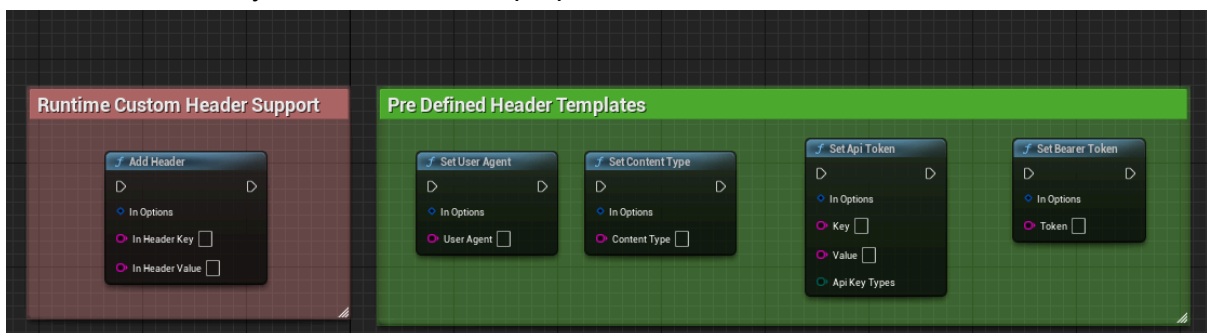 Runtime Custom Header Support
Pre Defined Header Templates
f Add Header
In Options
In Header Key
In Header Value
f Set User Agent
In Options
User Agent
f Set Content Type
In Options
Content Type
f Set Api Token
In Options
Key
Value
Api Key Types
f Set Bearer Token
In Options
Token